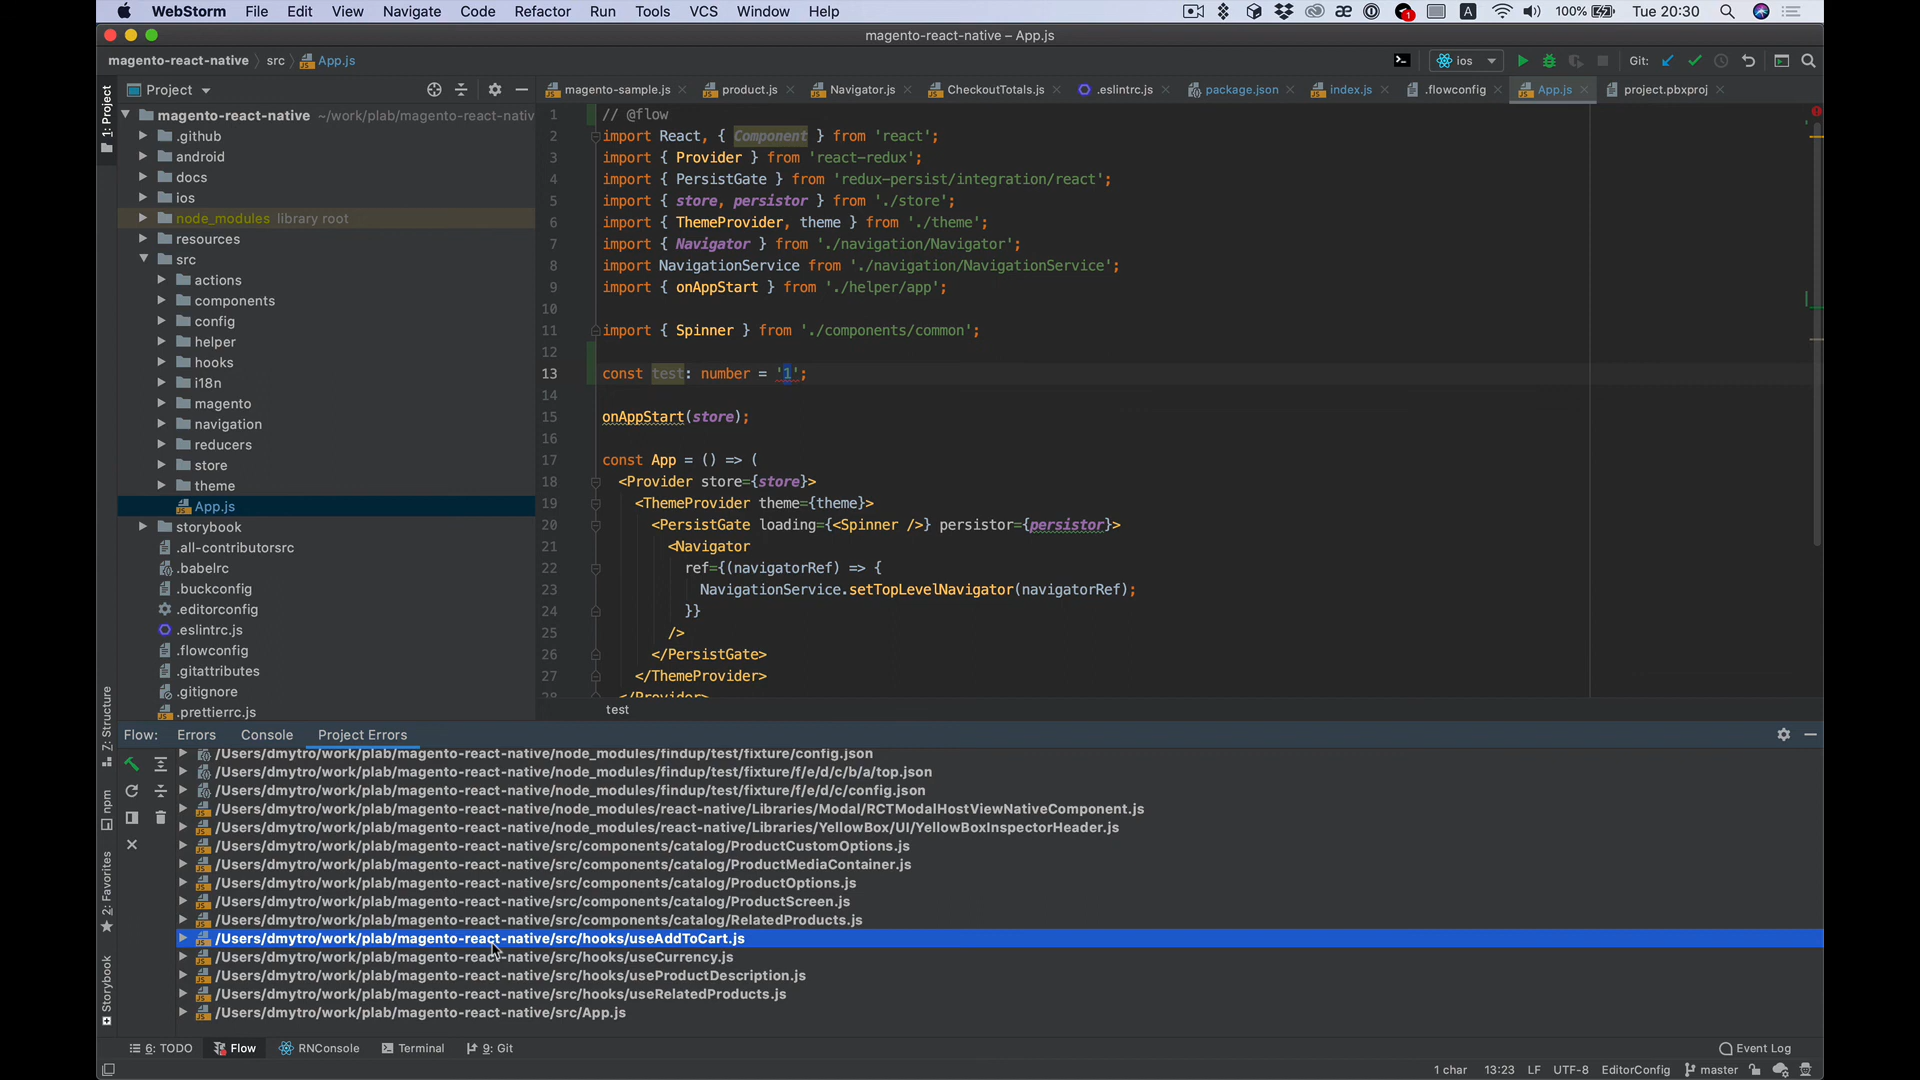 WebStorm File Edit View Navigate Code Refactor Run Tools VCS Window Help 1 A 100% Tue 20:30
magento-react-native – App.js
magento-react-native src App.js ios Git:
1: Project
Project
magento-sample.js product.js Navigator.js CheckoutTotals.js .eslintrc.js package.json index.js .flowconfig App.js project.pbxproj
magento-react-native ~/work/plab/magento-react-nativ
.github
android
docs
ios
node_modules library root
resources
src
actions
components
config
helper
hooks
i18n
magento
navigation
reducers
store
theme
App.js
storybook
.all-contributorsrc
.babelrc
.buckconfig
.editorconfig
.eslintrc.js
.flowconfig
.gitattributes
.gitignore
.prettierrc.js
1 // @flow
2 import React, { Component } from 'react';
3 import { Provider } from 'react-redux';
4 import { PersistGate } from 'redux-persist/integration/react';
5 import { store, persistor } from './store';
6 import { ThemeProvider, theme } from './theme';
7 import { Navigator } from './navigation/Navigator';
8 import NavigationService from './navigation/NavigationService';
9 import { onAppStart } from './helper/app';
10
11 import { Spinner } from './components/common';
12
13 const test: number = '1';
14
15 onAppStart(store);
16
17 const App = () => (
18 <Provider store={store}>
19 <ThemeProvider theme={theme}>
20 <PersistGate loading={<Spinner />} persistor={persistor}>
21 <Navigator
22 ref={(navigatorRef) => {
23 NavigationService.setTopLevelNavigator(navigatorRef);
24 }}
25 />
26 </PersistGate>
27 </ThemeProvider>
28 </Provider>
test
Z: Structure
npm
2: Favorites
Storybook
Flow: Errors Console Project Errors
/Users/dmytro/work/plab/magento-react-native/node_modules/findup/test/fixture/config.json
/Users/dmytro/work/plab/magento-react-native/node_modules/findup/test/fixture/f/e/d/c/b/a/top.json
/Users/dmytro/work/plab/magento-react-native/node_modules/findup/test/fixture/f/e/d/c/config.json
/Users/dmytro/work/plab/magento-react-native/node_modules/react-native/Libraries/Modal/RCTModalHostViewNativeComponent.js
/Users/dmytro/work/plab/magento-react-native/node_modules/react-native/Libraries/YellowBox/UI/YellowBoxInspectorHeader.js
/Users/dmytro/work/plab/magento-react-native/src/components/catalog/ProductCustomOptions.js
/Users/dmytro/work/plab/magento-react-native/src/components/catalog/ProductMediaContainer.js
/Users/dmytro/work/plab/magento-react-native/src/components/catalog/ProductOptions.js
/Users/dmytro/work/plab/magento-react-native/src/components/catalog/ProductScreen.js
/Users/dmytro/work/plab/magento-react-native/src/components/catalog/RelatedProducts.js
/Users/dmytro/work/plab/magento-react-native/src/hooks/useAddToCart.js
/Users/dmytro/work/plab/magento-react-native/src/hooks/useCurrency.js
/Users/dmytro/work/plab/magento-react-native/src/hooks/useProductDescription.js
/Users/dmytro/work/plab/magento-react-native/src/hooks/useRelatedProducts.js
/Users/dmytro/work/plab/magento-react-native/src/App.js
6: TODO Flow RNConsole Terminal 9: Git Event Log
1 char 13:23 LF UTF-8 EditorConfig master